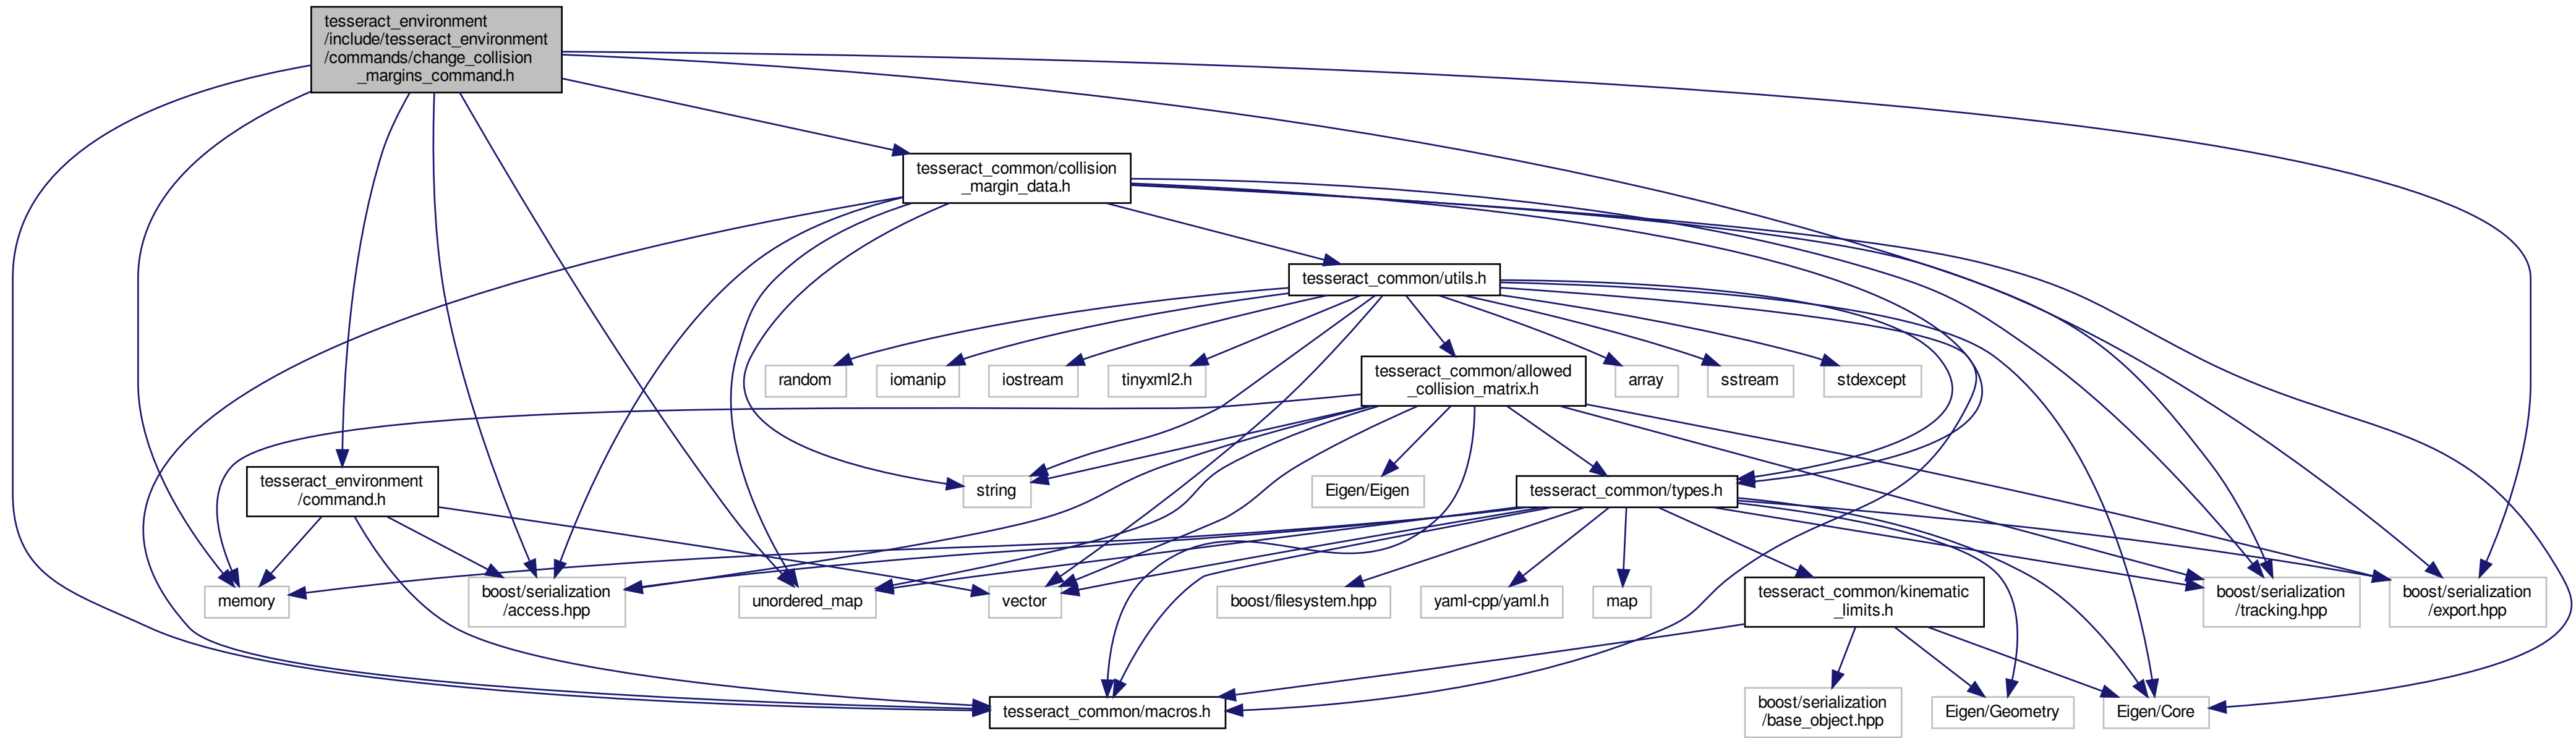 tesseract_environment
/include/tesseract_environment
/commands/change_collision
_margins_command.h
tesseract_common/collision
_margin_data.h
tesseract_common/utils.h
random
iomanip
iostream
tinyxml2.h
tesseract_common/allowed
_collision_matrix.h
array
sstream
stdexcept
tesseract_environment
/command.h
string
Eigen/Eigen
tesseract_common/types.h
memory
boost/serialization
/access.hpp
unordered_map
vector
boost/filesystem.hpp
yaml-cpp/yaml.h
map
tesseract_common/kinematic
_limits.h
boost/serialization
/tracking.hpp
boost/serialization
/export.hpp
tesseract_common/macros.h
boost/serialization
/base_object.hpp
Eigen/Geometry
Eigen/Core